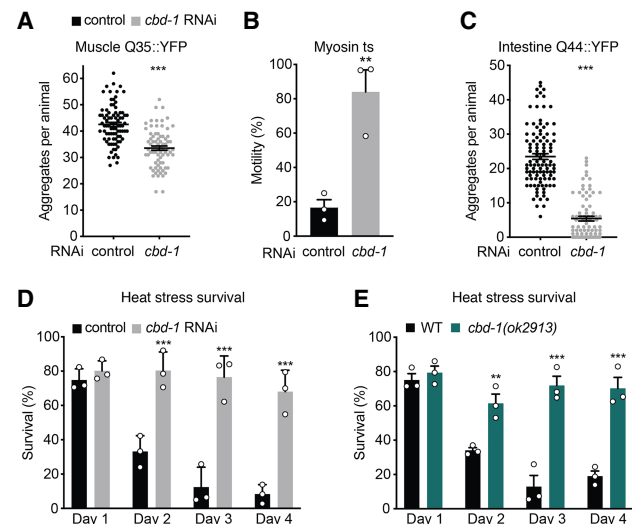 A
control cbd-1 RNAi
Muscle Q35::YFP
***
Aggregates per animal
60
50
40
30
20
10
0
RNAi control cbd-1
B
Myosin ts
**
Motility (%)
100
80
60
40
20
0
RNAi control cbd-1
C
Intestine Q44::YFP
***
Aggregates per animal
50
40
30
20
10
0
RNAi control cbd-1
D
Heat stress survival
control cbd-1 RNAi
*** *** ***
Survival (%)
100
80
60
40
20
0
Day 1 Day 2 Day 3 Day 4
E
Heat stress survival
WT cbd-1(ok2913)
** *** ***
Survival (%)
100
80
60
40
20
0
Day 1 Day 2 Day 3 Day 4